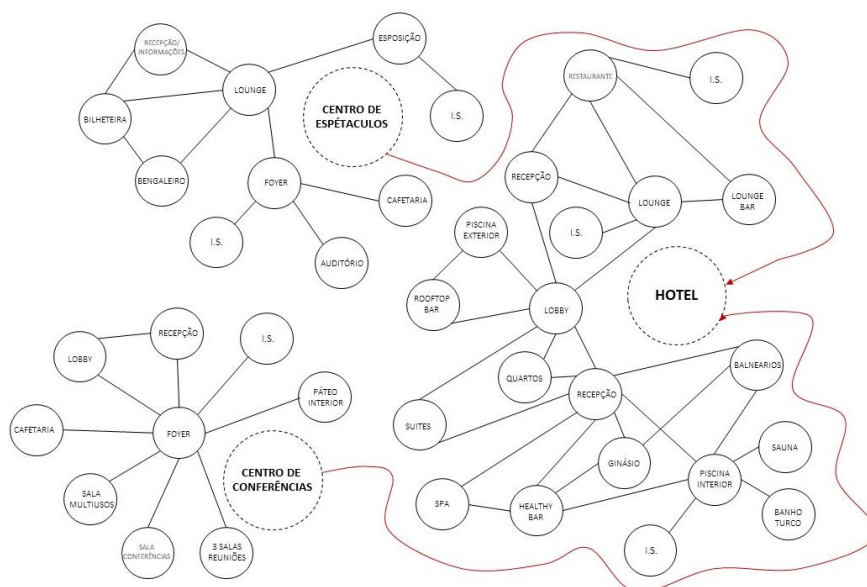 RECEPÇÃO/
INFORMAÇÕES
ESPOSIÇÃO
LOUNGE
CENTRO DE
ESPÉTACULOS
I.S.
BILHETEIRA
BENGALEIRO
FOYER
CAFETARIA
I.S.
AUDITÓRIO
RESTAURANTE
I.S.
RECEPÇÃO
LOUNGE
LOUNGE
BAR
I.S.
PISCINA
EXTERIOR
ROOFTOP
BAR
LOBBY
HOTEL
QUARTOS
RECEPÇÃO
BALNEARIOS
SUITES
GINÁSIO
PISCINA
INTERIOR
SAUNA
SPA
HEALTHY
BAR
BANHO
TURCO
I.S.
RECEPÇÃO
I.S.
LOBBY
PÁTEO
INTERIOR
CAFETARIA
FOYER
CENTRO DE
CONFERÊNCIAS
SALA
MULTIUSOS
SALA
CONFERÊNCIAS
3 SALAS
REUNIÕES